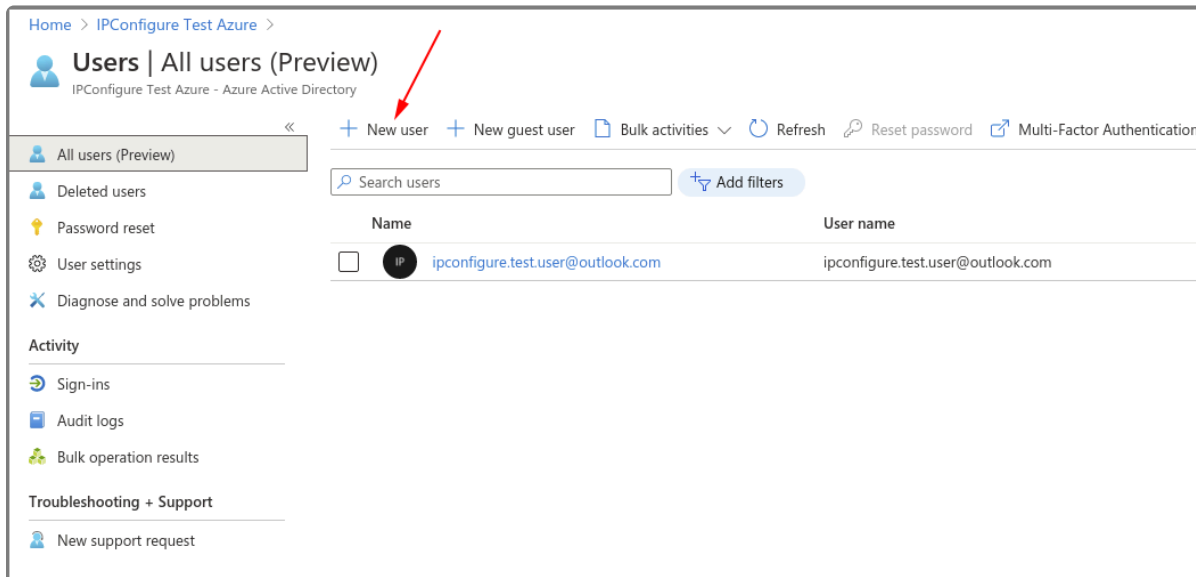 Home > IPConfigure Test Azure >
Users | All users (Preview)
IPConfigure Test Azure - Azure Active Directory
«
All users (Preview)
Deleted users
Password reset
User settings
Diagnose and solve problems
Activity
Sign-ins
Audit logs
Bulk operation results
Troubleshooting + Support
New support request
+ New user + New guest user Bulk activities Refresh Reset password Multi-Factor Authentication
Search users Add filters
Name User name
IP ipconfigure.test.user@outlook.com ipconfigure.test.user@outlook.com